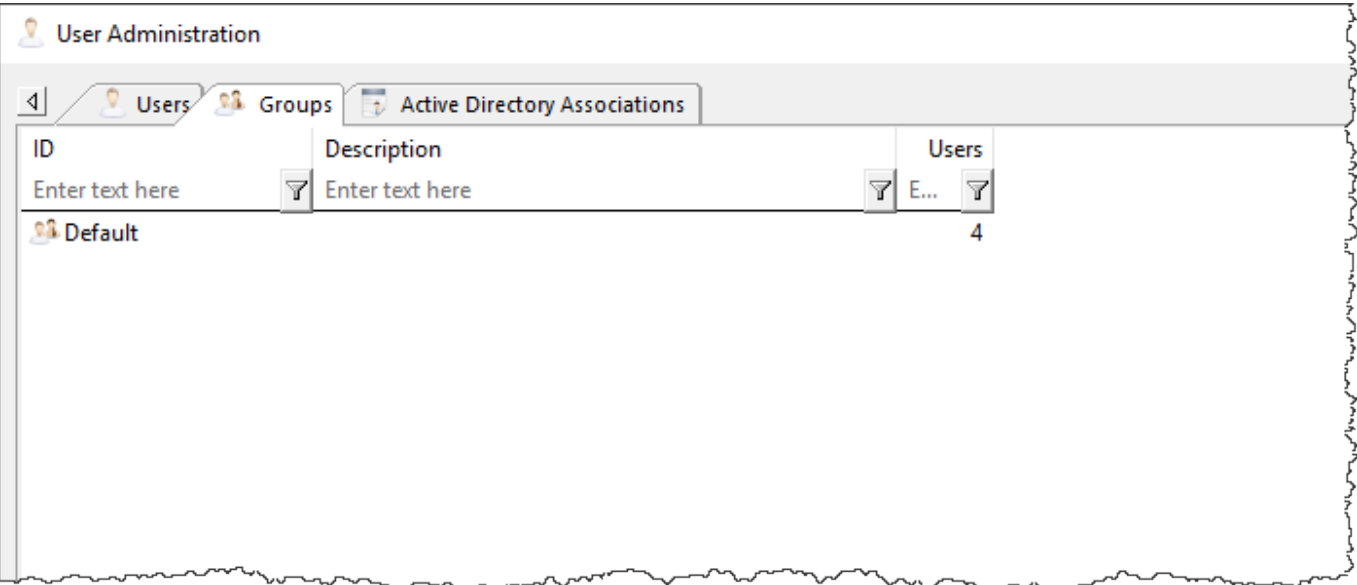 User Administration
Users Groups Active Directory Associations
ID Description Users
Enter text here Enter text here E...
Default 4